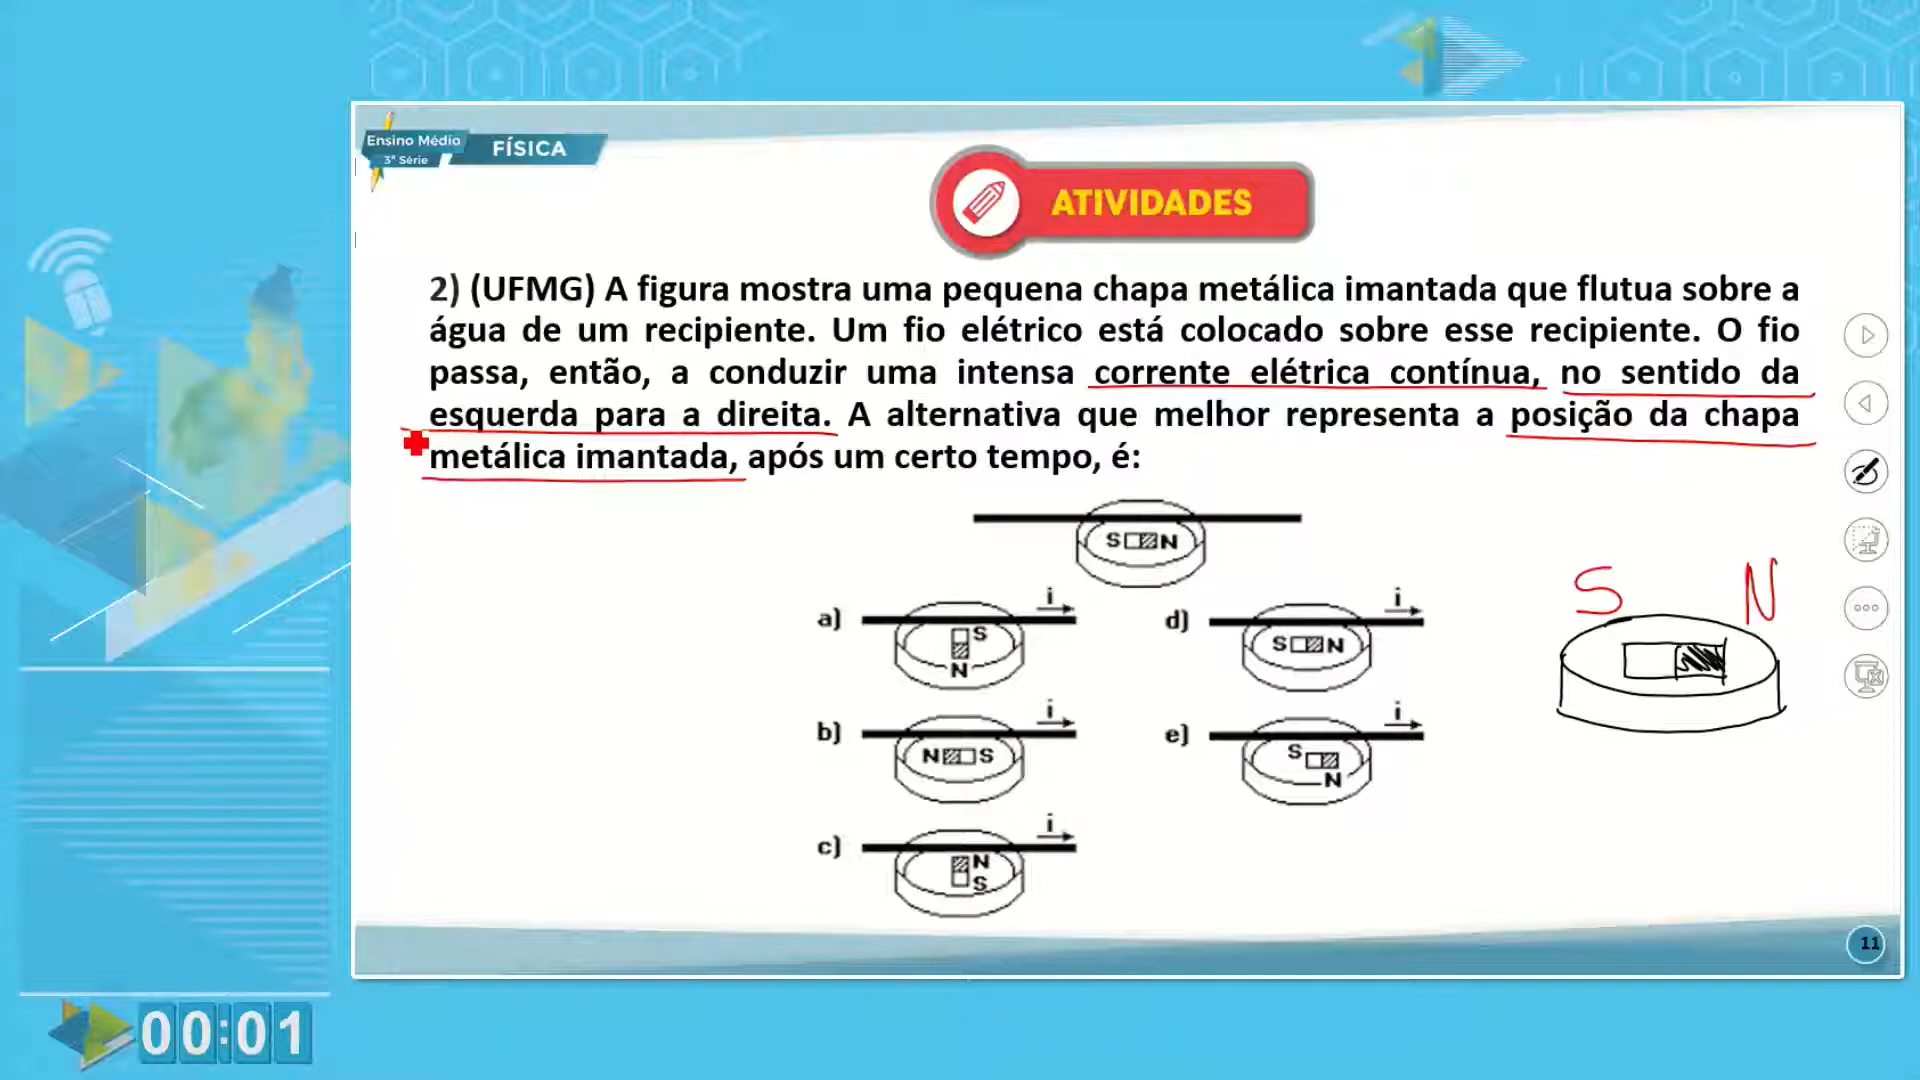 Ensino Médio
3ª Série
FÍSICA
ATIVIDADES
2) (UFMG) A figura mostra uma pequena chapa metálica imantada que flutua sobre a
água de um recipiente. Um fio elétrico está colocado sobre esse recipiente. O fio
passa, então, a conduzir uma intensa corrente elétrica contínua, no sentido da
esquerda para a direita. A alternativa que melhor representa a posição da chapa
metálica imantada, após um certo tempo, é:
S N
a) i
S
N
b) i
N S
c) i
N
S
d) i
S N
e) i
S
N
S N
11
00:01